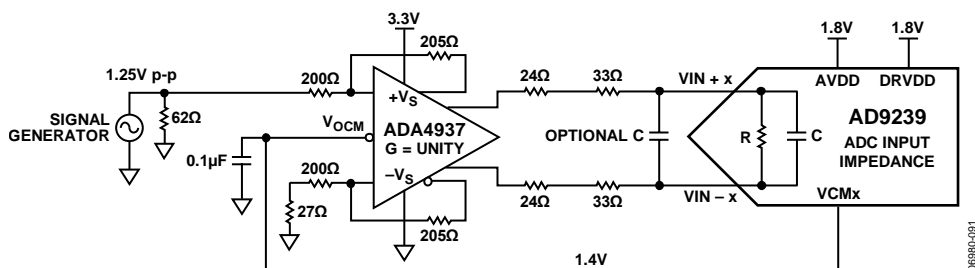 3.3V
1.8V
1.8V
205Ω
1.25V p-p
200Ω
24Ω
33Ω
VIN + x
AVDD
DRVDD
+VS
SIGNAL
GENERATOR
62Ω
VOCM
ADA4937
G = UNITY
OPTIONAL C
R
C
AD9239
ADC INPUT
IMPEDANCE
0.1µF
200Ω
–VS
27Ω
205Ω
24Ω
33Ω
VIN – x
VCMx
1.4V
06980-091